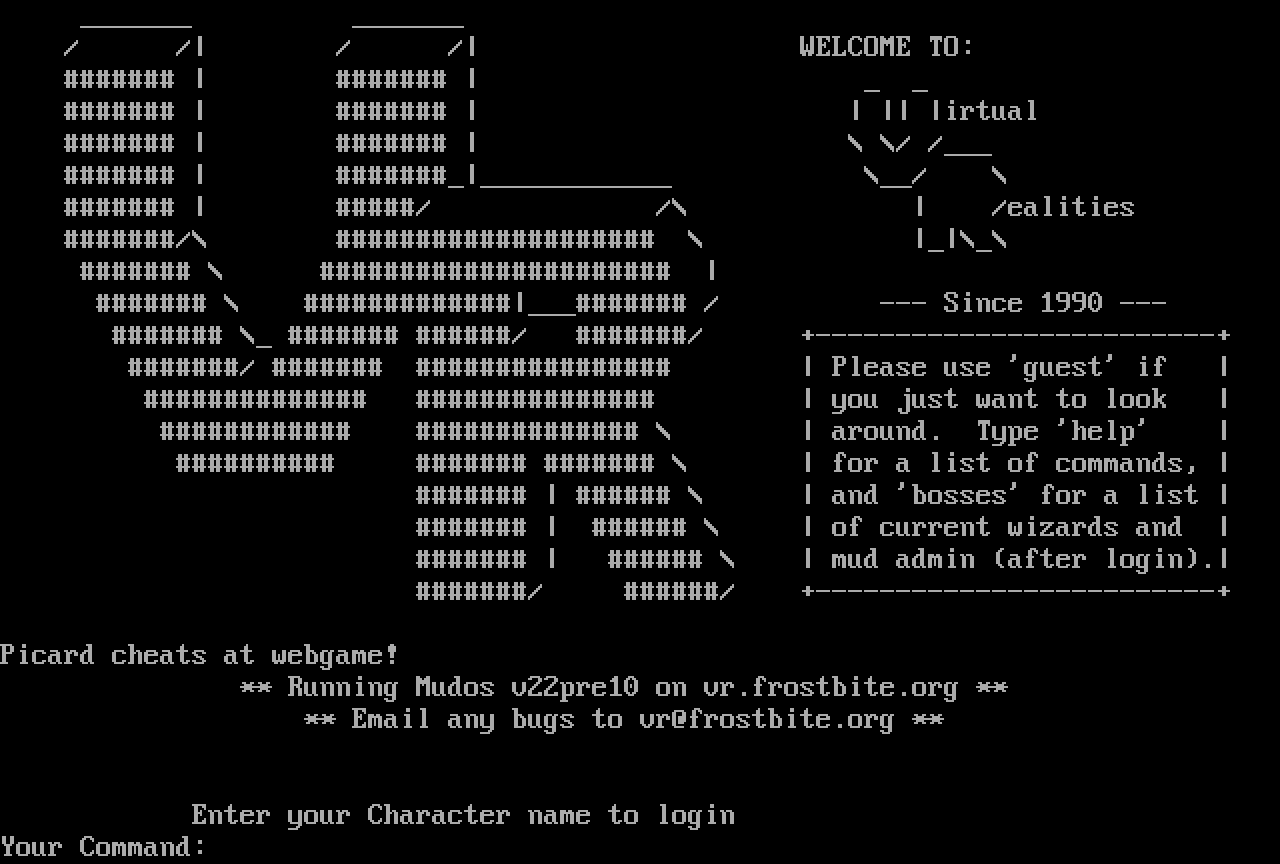 WELCOME TO:
irtual
ealities
--- Since 1990 ---
Please use 'guest' if
you just want to look
around.  Type 'help'
for a list of commands,
and 'bosses' for a list
of current wizards and
mud admin (after login).
Picard cheats at webgame!
** Running Mudos v22pre10 on vr.frostbite.org **
** Email any bugs to vr@frostbite.org **
Enter your Character name to login
Your Command: